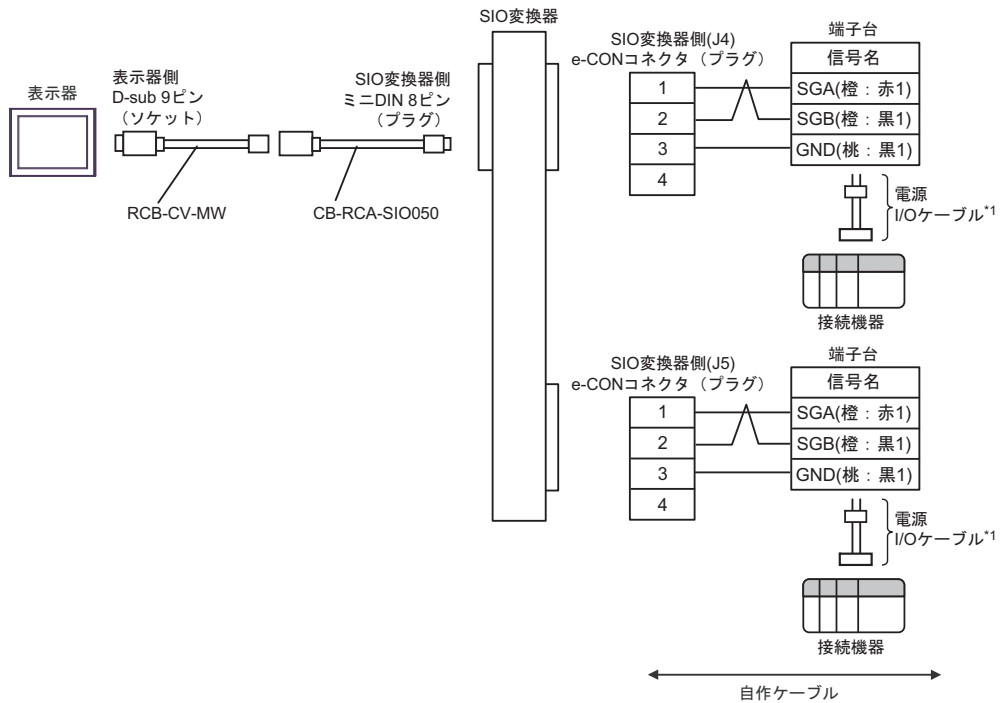 SIO変換器
表示器
表示器側
D-sub 9ピン
（ソケット）
SIO変換器側
ミニDIN 8ピン
（プラグ）
RCB-CV-MW
CB-RCA-SIO050
SIO変換器側(J4)
e-CONコネクタ（プラグ）
1
2
3
4
端子台
信号名
SGA(橙：赤1)
SGB(橙：黒1)
GND(桃：黒1)
電源
I/Oケーブル*1
接続機器
SIO変換器側(J5)
e-CONコネクタ（プラグ）
1
2
3
4
端子台
信号名
SGA(橙：赤1)
SGB(橙：黒1)
GND(桃：黒1)
電源
I/Oケーブル*1
接続機器
自作ケーブル